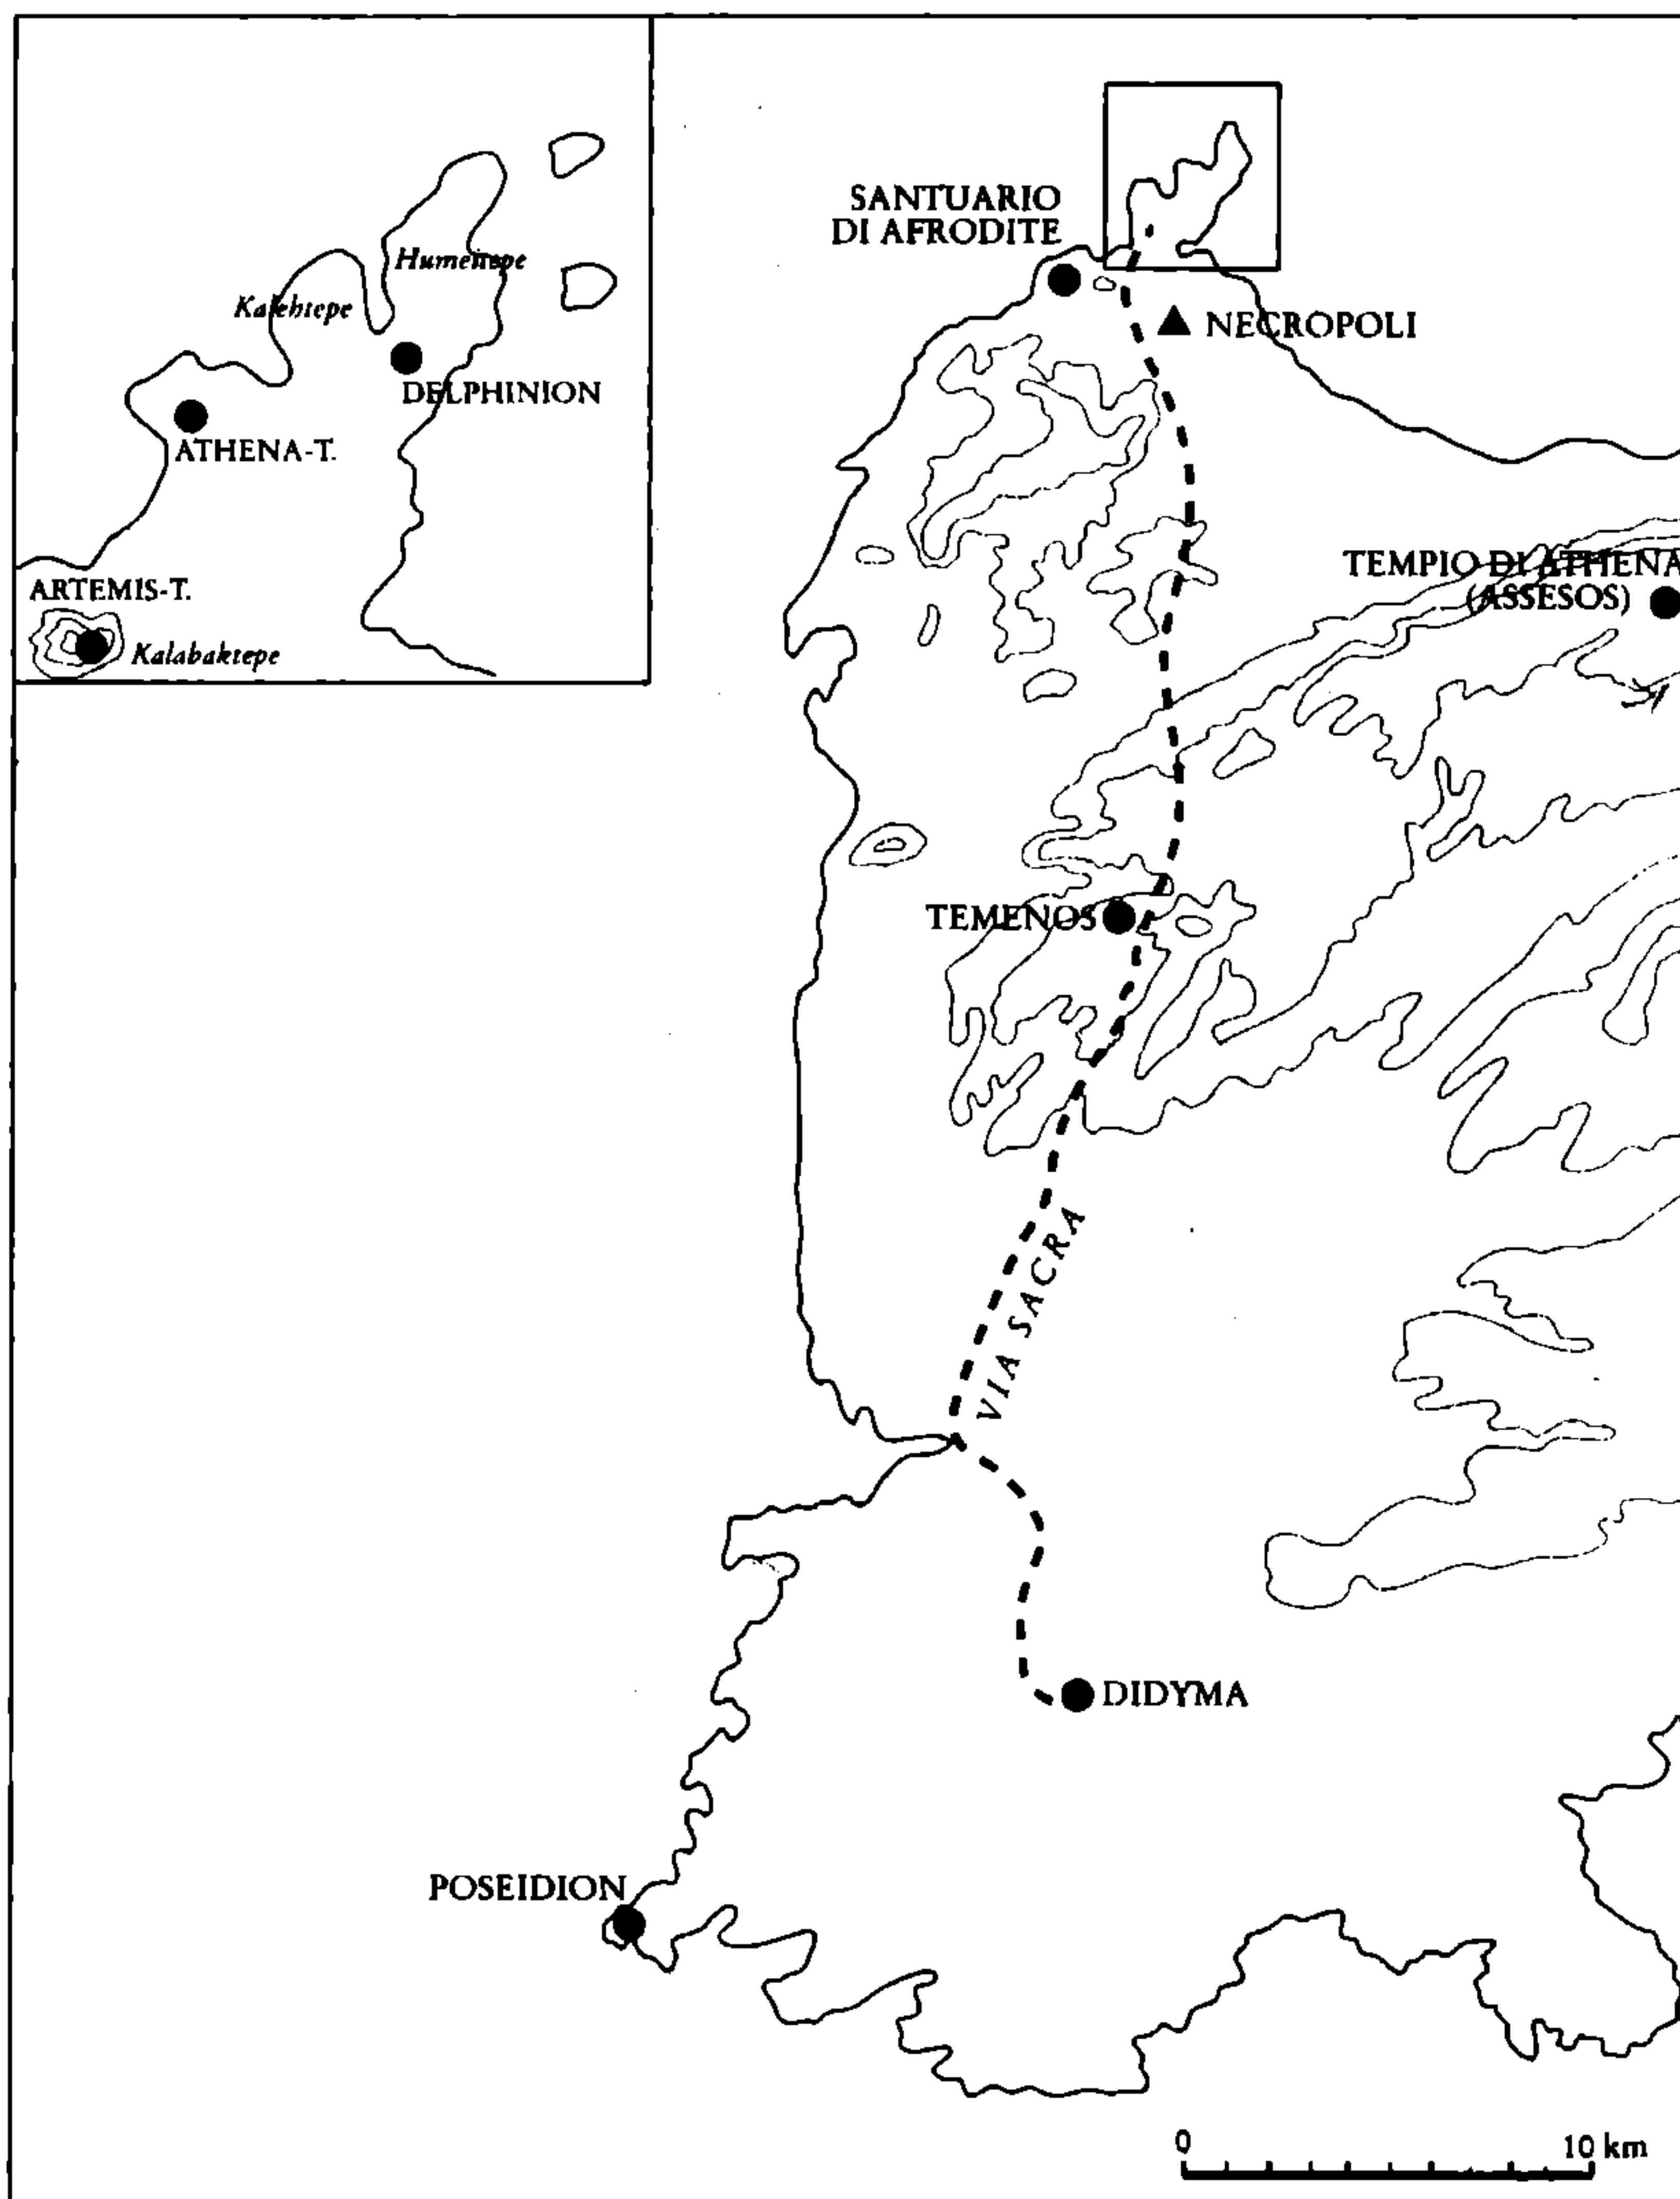 Humeitepe
Kalehtepe
DELPHINION
ATHENA-T.
ARTEMIS-T.
Kalabaktepe
SANTUARIO
DI AFRODITE
NECROPOLI
TEMPIO DI ATHENA
(ASSESOS)
TEMENOS
VIA SACRA
DIDYMA
POSEIDION
0 10 km